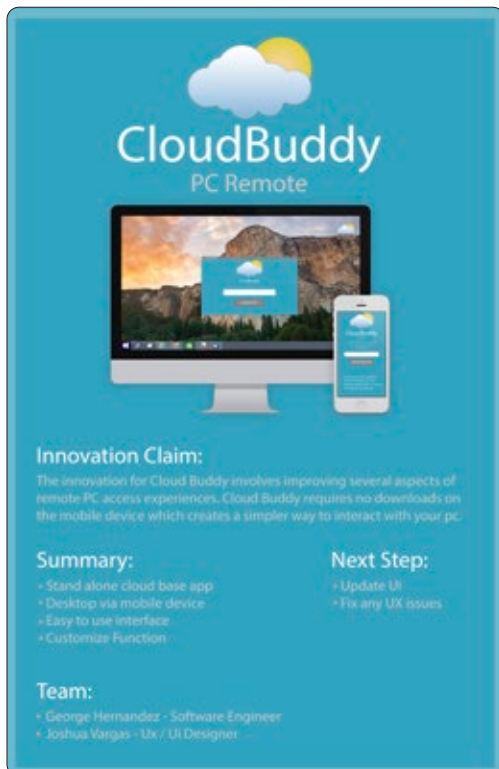 CloudBuddy
PC Remote
CloudBuddy
Innovation Claim:
The innovation for Cloud Buddy involves improving several aspects of
remote PC access experiences. Cloud Buddy requires no downloads on
the mobile device which creates a simpler way to interact with your pc.
Summary:
• Stand alone cloud base app
• Desktop via mobile device
• Easy to use interface
• Customize Function
Next Step:
• Update UI
• Fix any UX issues
Team:
• George Hernandez - Software Engineer
• Joshua Vargas - Ux / Ui Designer